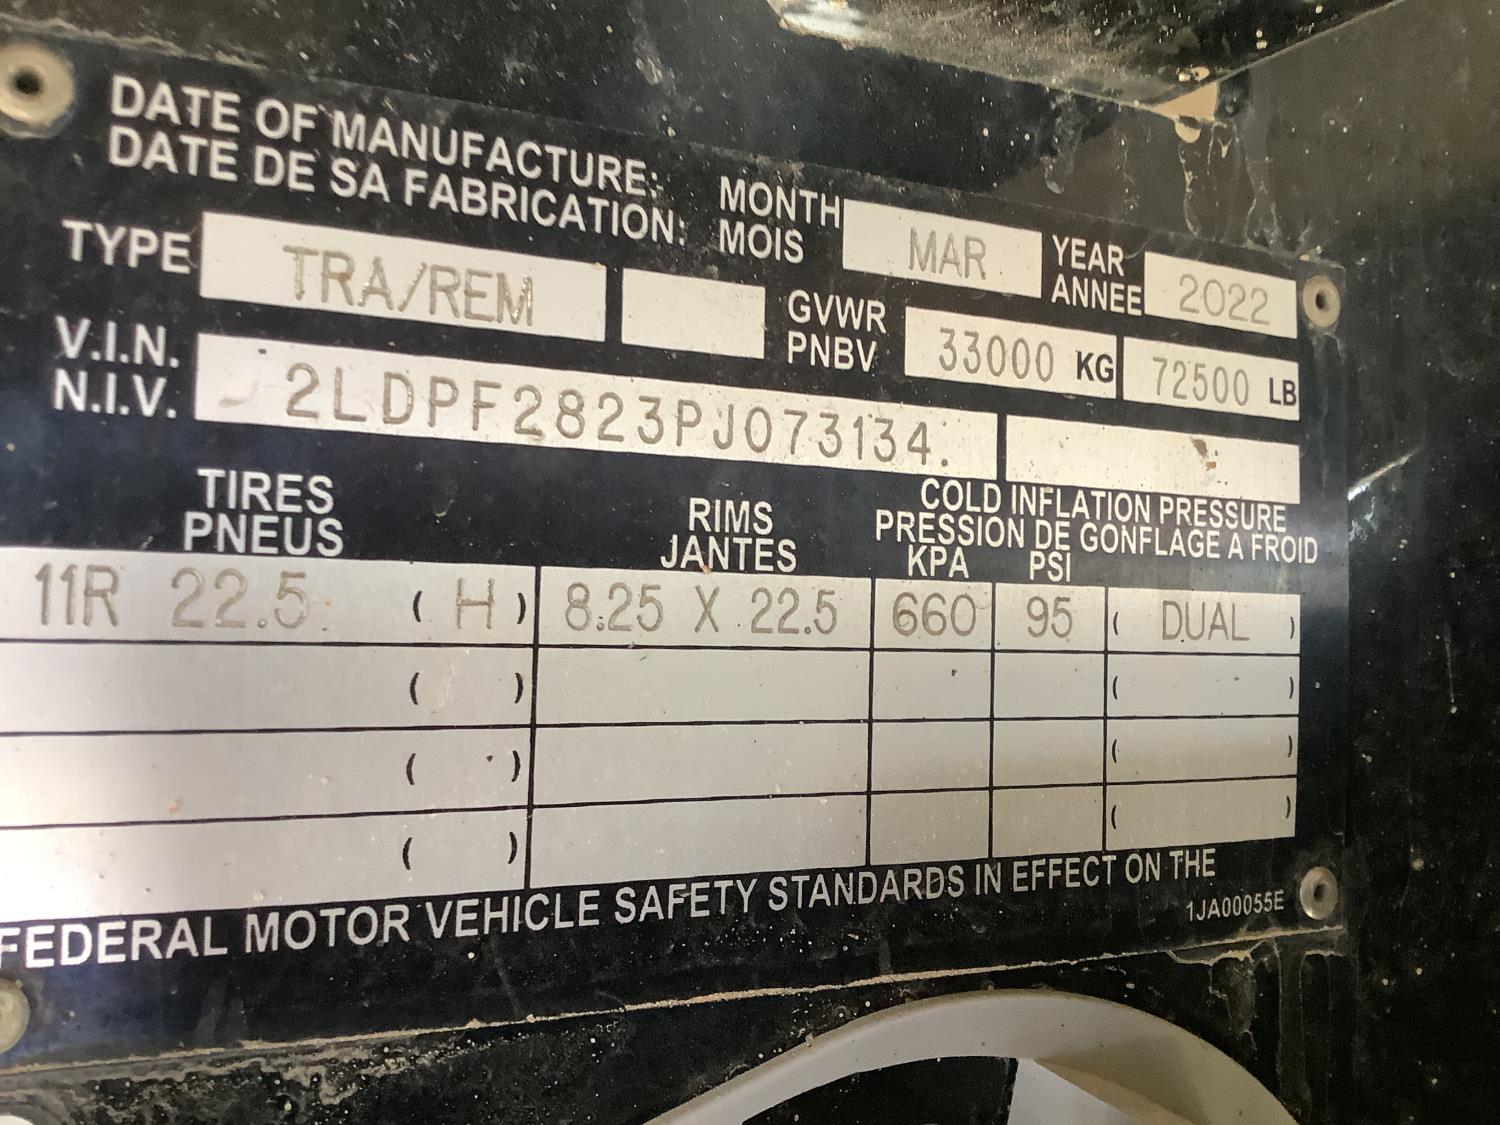 DATE OF MANUFACTURE:
DATE DE SA FABRICATION:
MONTH
MOIS
MAR
YEAR
ANNEE
2022
TYPE
TRA/REM
GVWR
PNBV
33000 KG
72500 LB
V.I.N.
N.I.V.
2LDPF2823PJ073134.
TIRES
PNEUS
RIMS
JANTES
COLD INFLATION PRESSURE
PRESSION DE GONFLAGE A FROID
KPA PSI
11R 22.5 ( H ) 8.25 X 22.5 660 95 ( DUAL )
( ) ( )
( ) ( )
( ) ( )
FEDERAL MOTOR VEHICLE SAFETY STANDARDS IN EFFECT ON THE
1JA00055E